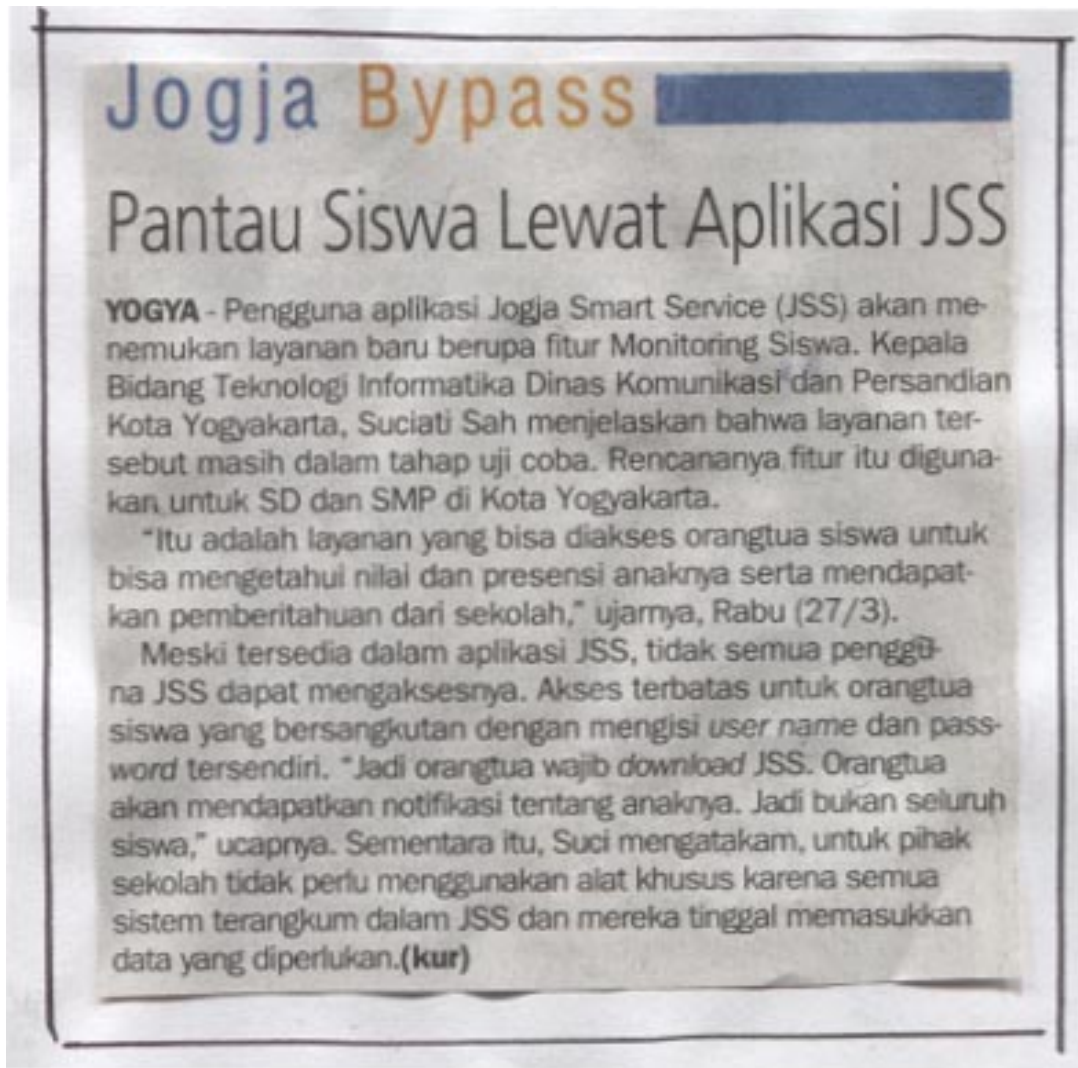 Jogja Bypass
Pantau Siswa Lewat Aplikasi JSS
YOGYA - Pengguna aplikasi Jogja Smart Service (JSS) akan me-
nemukan layanan baru berupa fitur Monitoring Siswa. Kepala
Bidang Teknologi Informatika Dinas Komunikasi dan Persandian
Kota Yogyakarta, Suciati Sah menjelaskan bahwa layanan ter-
sebut masih dalam tahap uji coba. Rencananya fitur itu diguna-
kan untuk SD dan SMP di Kota Yogyakarta.
"Itu adalah layanan yang bisa diakses orangtua siswa untuk
bisa mengetahui nilai dan presensi anaknya serta mendapat-
kan pemberitahuan dari sekolah," ujarnya, Rabu (27/3).
Meski tersedia dalam aplikasi JSS, tidak semua penggu-
na JSS dapat mengaksesnya. Akses terbatas untuk orangtua
siswa yang bersangkutan dengan mengisi user name dan pass-
word tersendiri. "Jadi orangtua wajib download JSS. Orangtua
akan mendapatkan notifikasi tentang anaknya. Jadi bukan seluruh
siswa," ucapnya. Sementara itu, Suci mengatakam, untuk pihak
sekolah tidak perlu menggunakan alat khusus karena semua
sistem terangkum dalam JSS dan mereka tinggal memasukkan
data yang diperlukan.(kur)